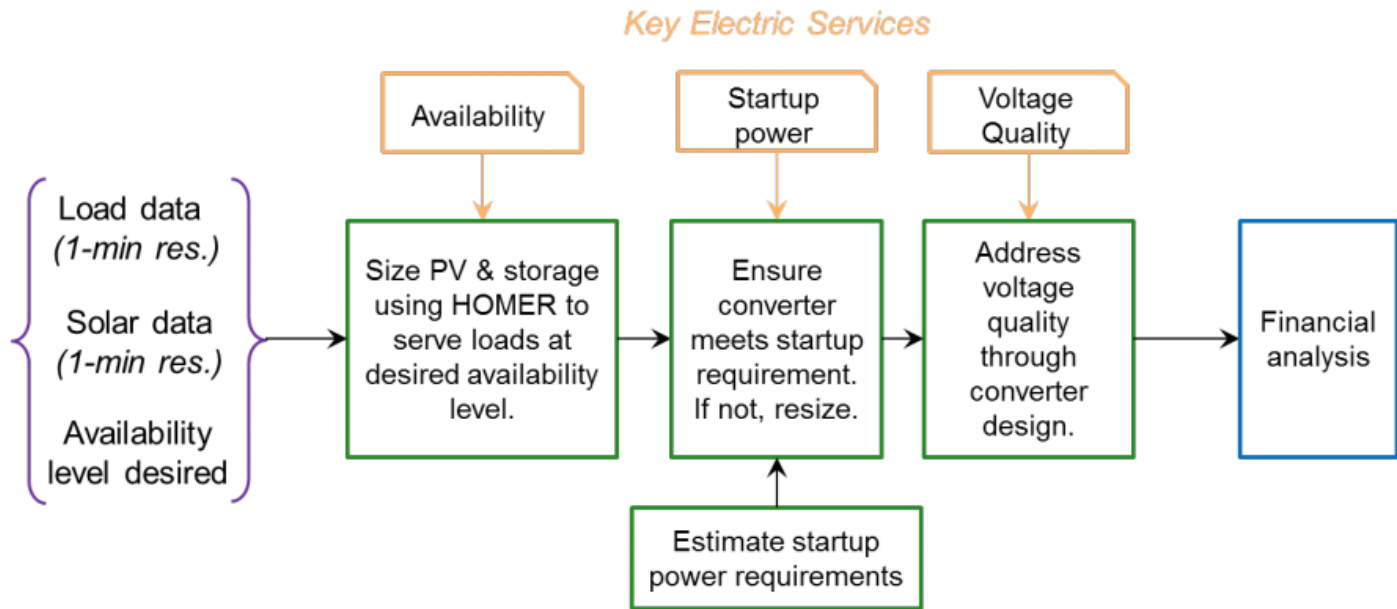 Key Electric Services
Availability
Startup
power
Voltage
Quality
Load data
(1-min res.)
Solar data
(1-min res.)
Availability
level desired
Size PV & storage
using HOMER to
serve loads at
desired availability
level.
Ensure
converter
meets startup
requirement.
If not, resize.
Address
voltage
quality
through
converter
design.
Financial
analysis
Estimate startup
power requirements